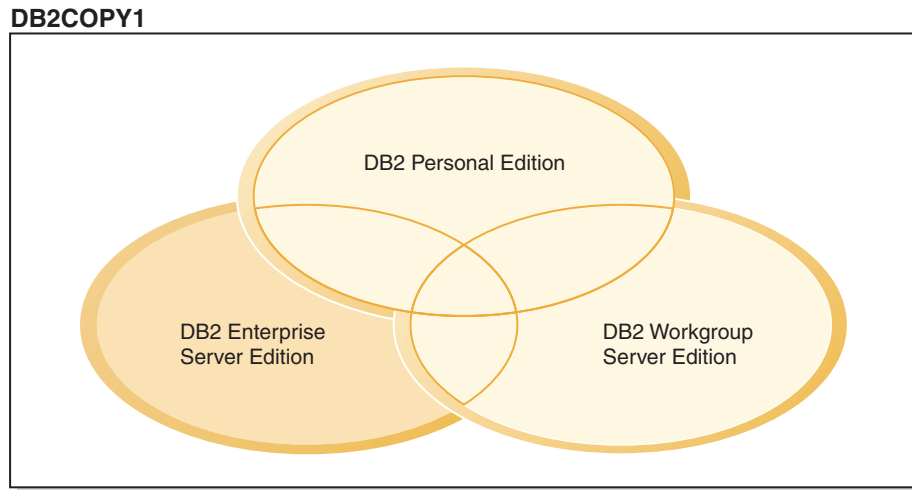 DB2COPY1
DB2 Personal Edition
DB2 Enterprise
Server Edition
DB2 Workgroup
Server Edition